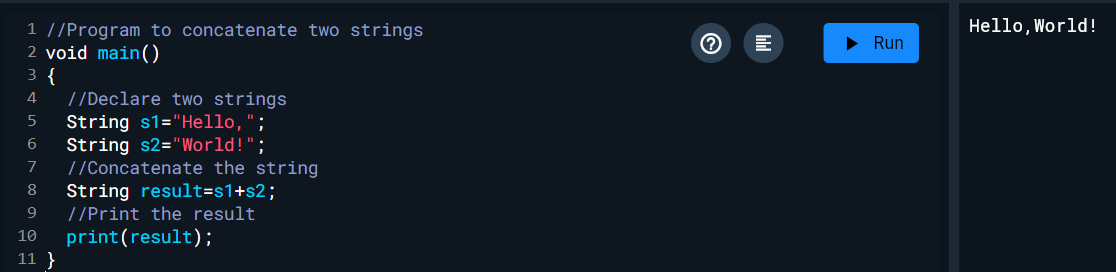 1 //Program to concatenate two strings
2 void main()
3 {
4   //Declare two strings
5   String s1="Hello,";
6   String s2="World!";
7   //Concatenate the string
8   String result=s1+s2;
9   //Print the result
10   print(result);
11 }
Run
Hello,World!